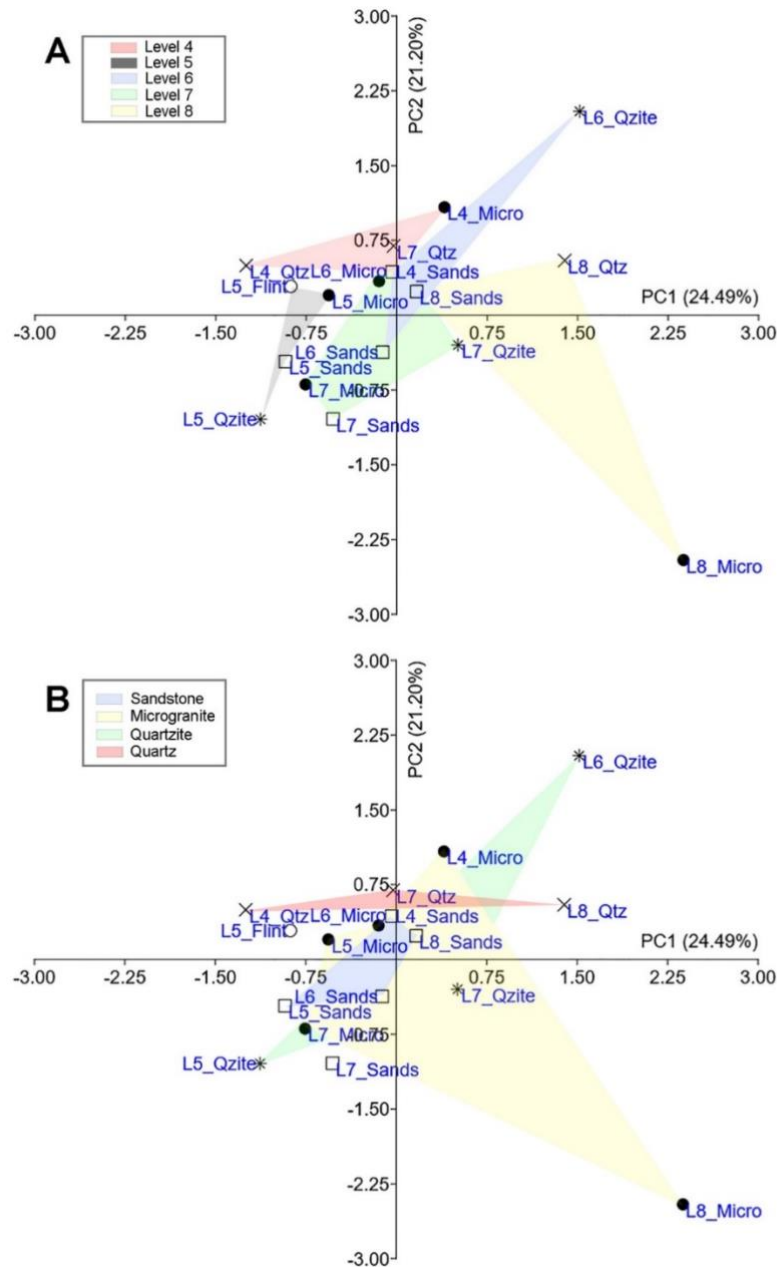 A
Level 4
Level 5
Level 6
Level 7
Level 8
PC2 (21.20%)
3.00
2.25
L6_Qzite
1.50
L4_Micro
0.75
L7_Qtz
L4_Qtz L6_Micro L4_Sands
L8_Qtz
L5_Flint
L5_Micro L8_Sands
PC1 (24.49%)
-3.00 -2.25 -1.50 -0.75 0.75 1.50 2.25 3.00
L6_Sands
L7_Qzite
L5_Sands
L7_Micro
-0.75
L5_Qzite
L7_Sands
-1.50
-2.25
L8_Micro
-3.00
B
Sandstone
Microgranite
Quartzite
Quartz
PC2 (21.20%)
3.00
2.25
L6_Qzite
1.50
L4_Micro
0.75
L7_Qtz
L4_Qtz L6_Micro L4_Sands
L8_Qtz
L5_Flint
L5_Micro L8_Sands
PC1 (24.49%)
-3.00 -2.25 -1.50 -0.75 0.75 1.50 2.25 3.00
L6_Sands
L7_Qzite
L5_Sands
L7_Micro
-0.75
L5_Qzite
L7_Sands
-1.50
-2.25
L8_Micro
-3.00